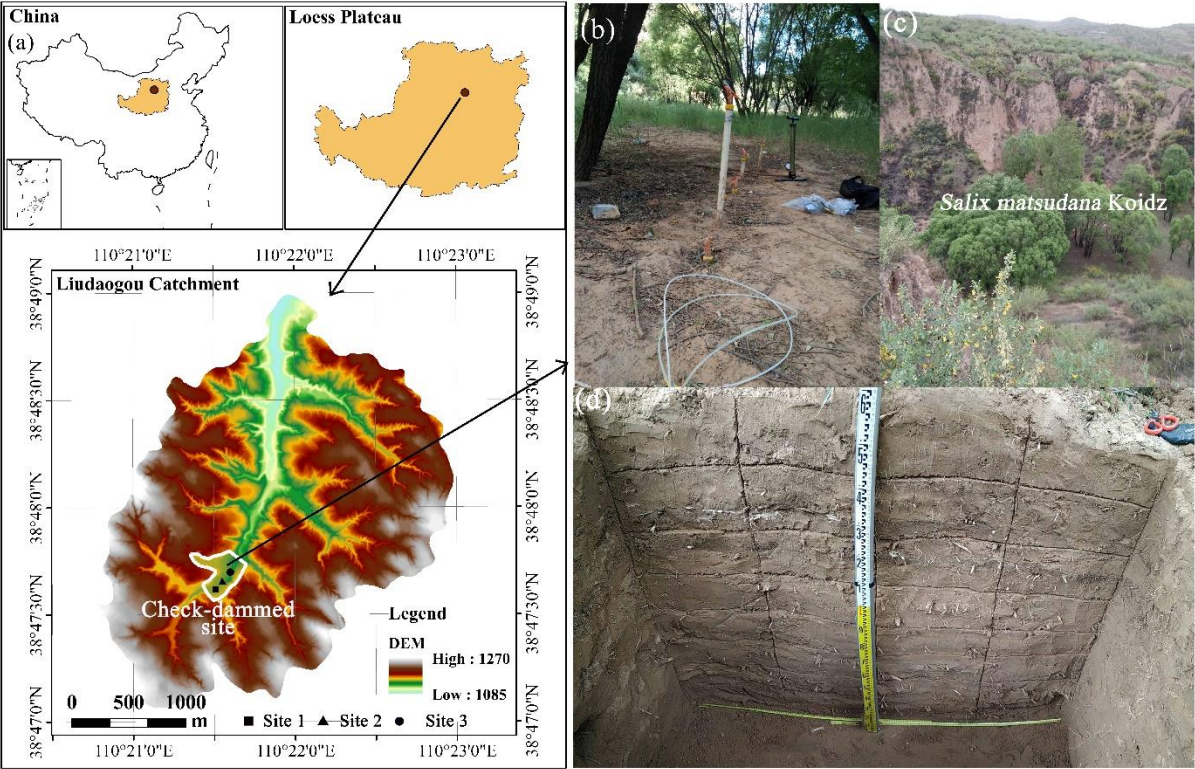 China
(a)
Loess Plateau
110°21'0"E 110°22'0"E 110°23'0"E
Liudaogou Catchment
38°49'0"N
38°48'30"N
38°48'0"N
38°47'30"N
38°47'0"N
38°49'0"N
38°48'30"N
38°48'0"N
38°47'30"N
38°47'0"N
Check-dammed
site
Legend
DEM
High : 1270
Low : 1085
0 500 1000
m
Site 1 Site 2 Site 3
110°21'0"E 110°22'0"E 110°23'0"E
(b)
(c)
Salix matsudana Koidz
(d)